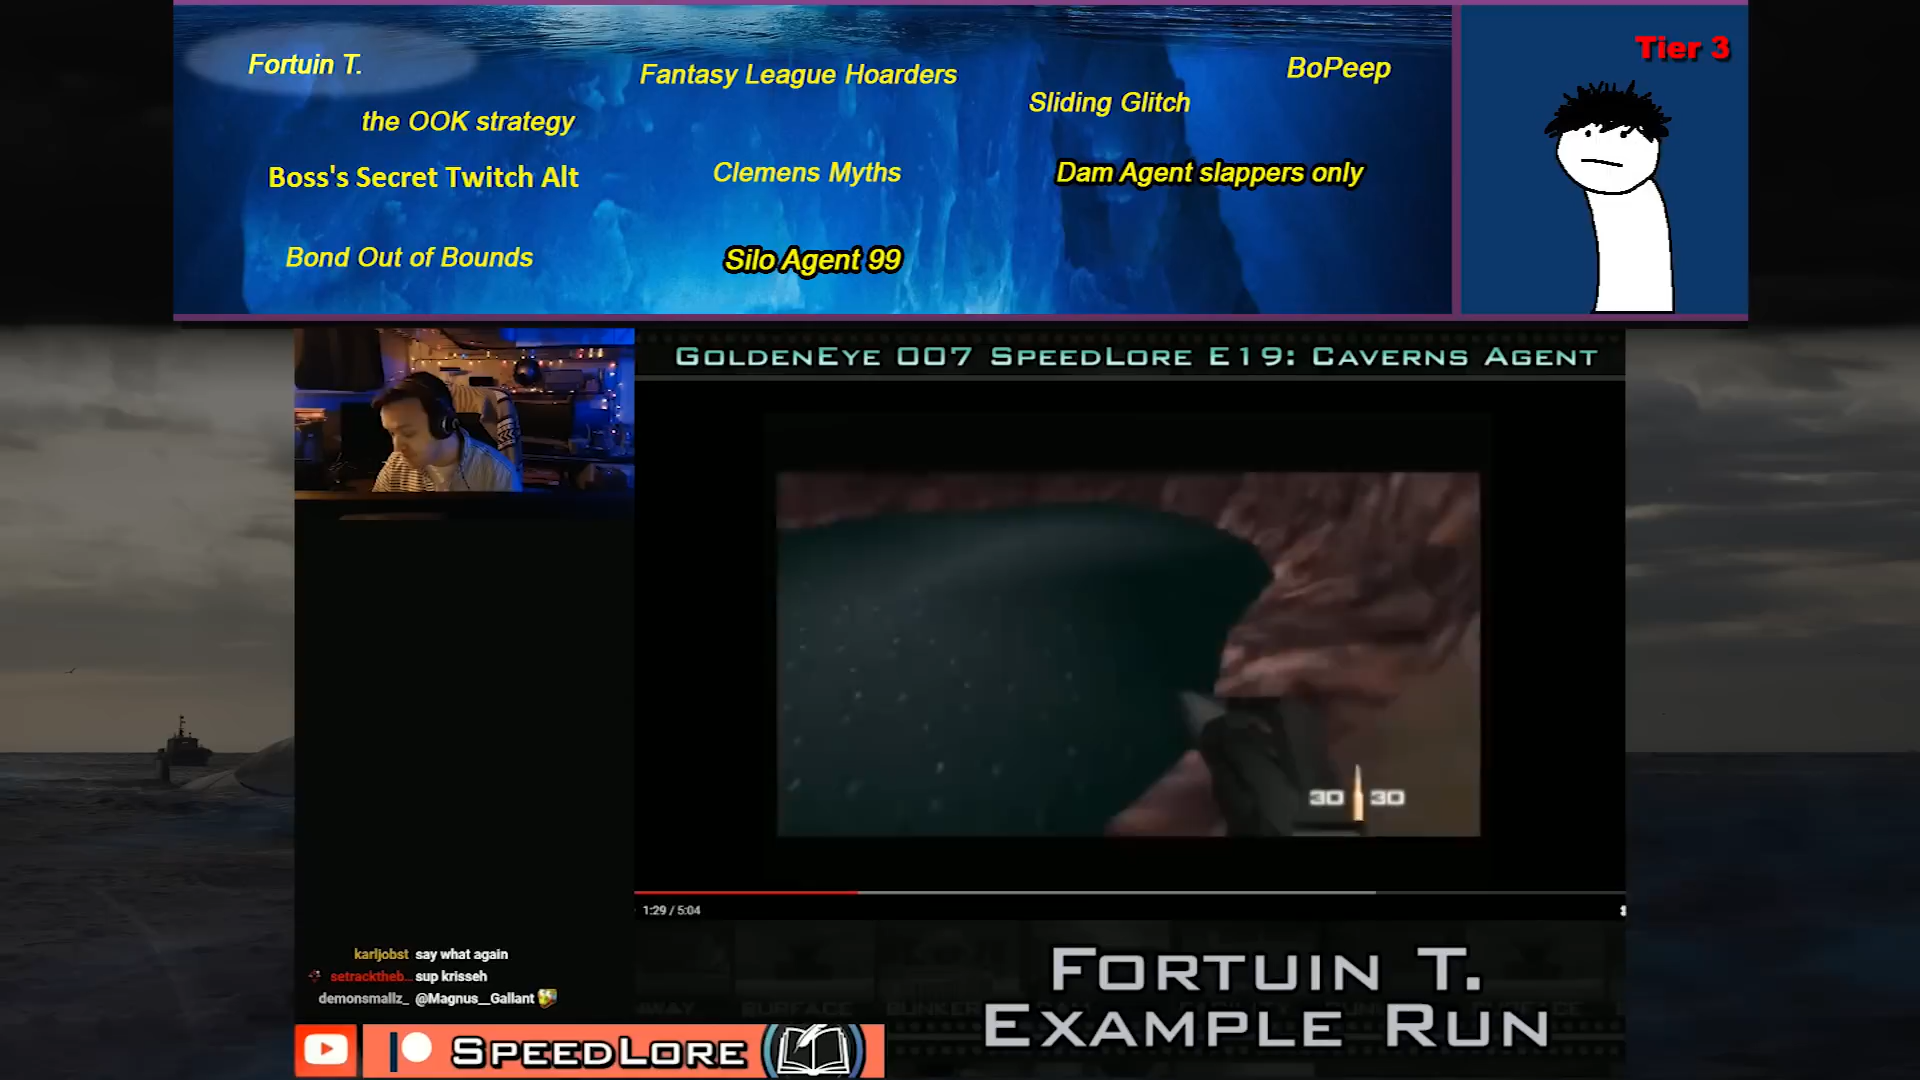 Fortuin T.
Fantasy League Hoarders
BoPeep
Tier 3
Sliding Glitch
the OOK strategy
Boss's Secret Twitch Alt
Clemens Myths
Dam Agent slappers only
Bond Out of Bounds
Silo Agent 99
GoldenEye 007 SpeedLore E19: Caverns Agent
30 30
1:29 / 5:04
karljobst say what again
setracktheb... sup krisseh
demonsmallz_ @Magnus__Gallant
Fortuin T.
Example Run
SpeedLore